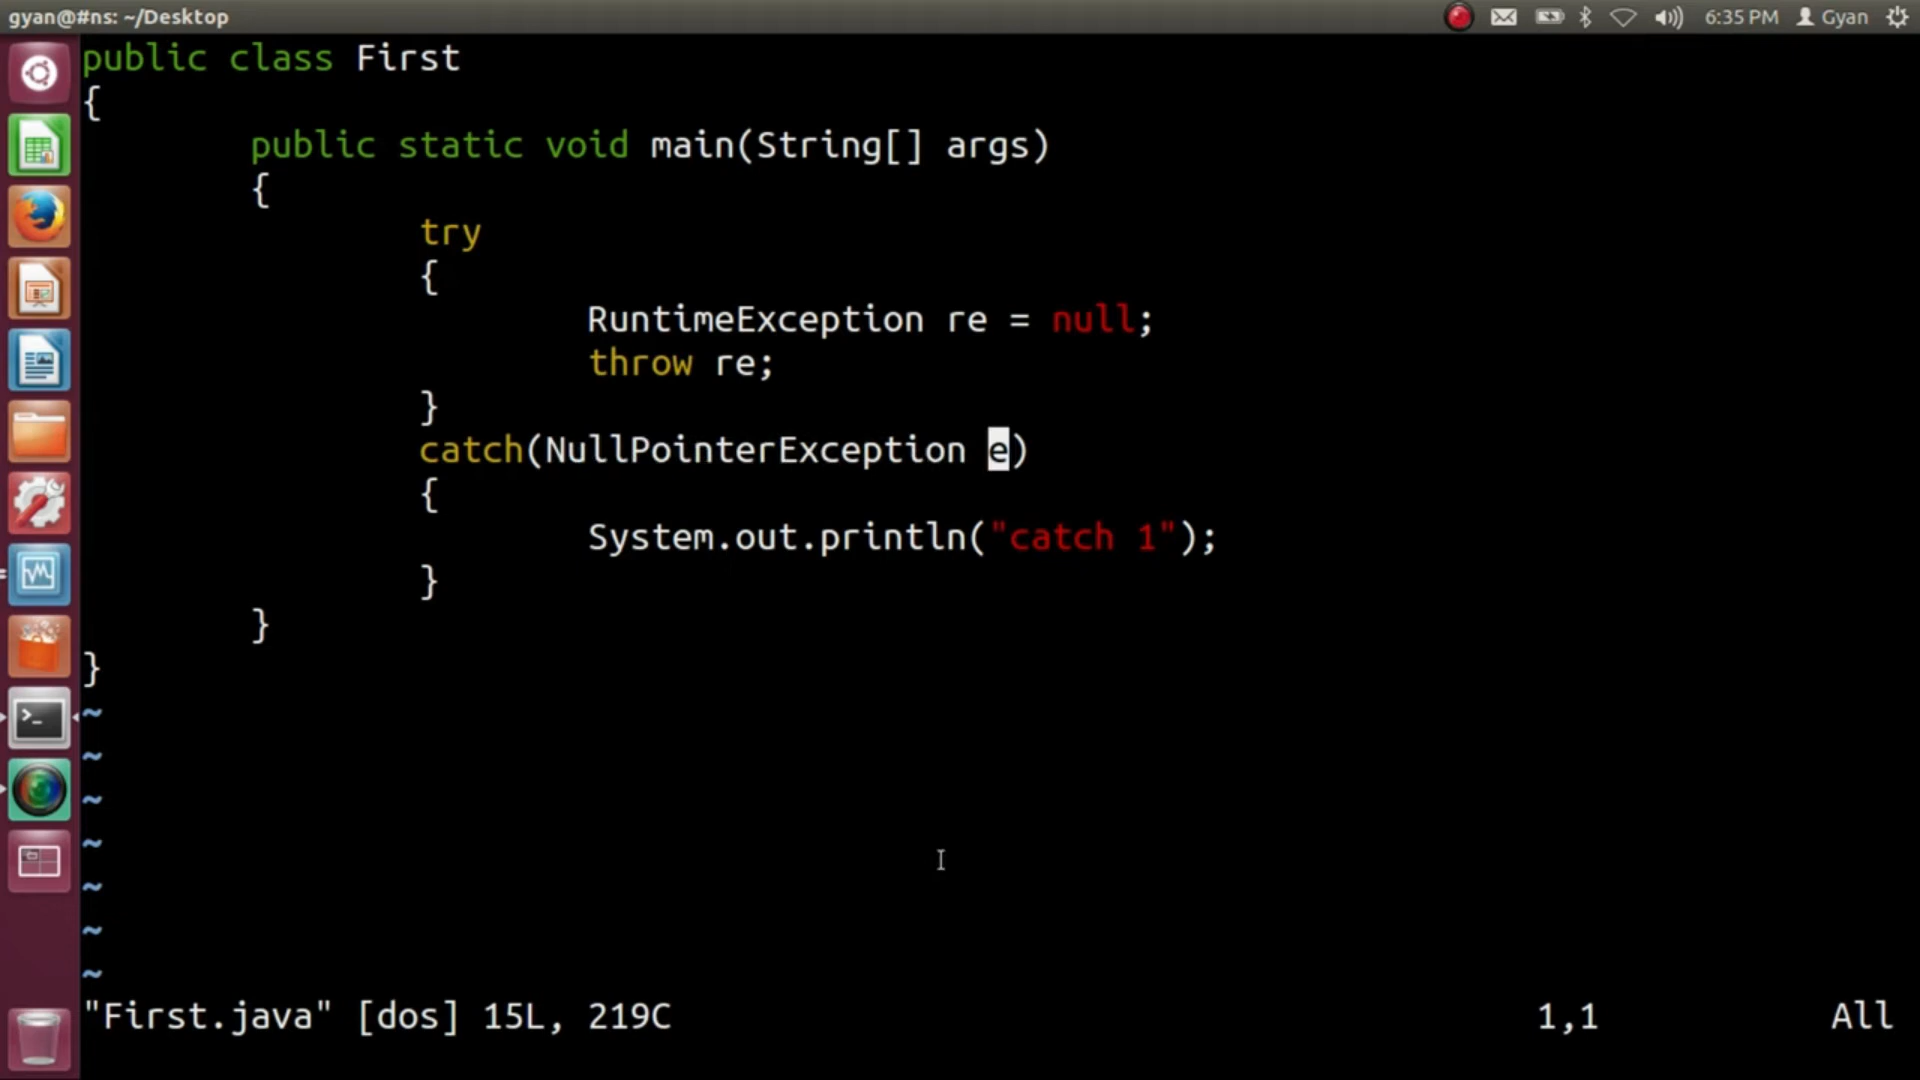 gyan@#ns: ~/Desktop 6:35 PM Gyan
public class First
{
public static void main(String[] args)
{
try
{
RuntimeException re = null;
throw re;
}
catch(NullPointerException e)
{
System.out.println("catch 1");
}
}
}
~
~
~
~
~
~
~
"First.java" [dos] 15L, 219C 1,1 All